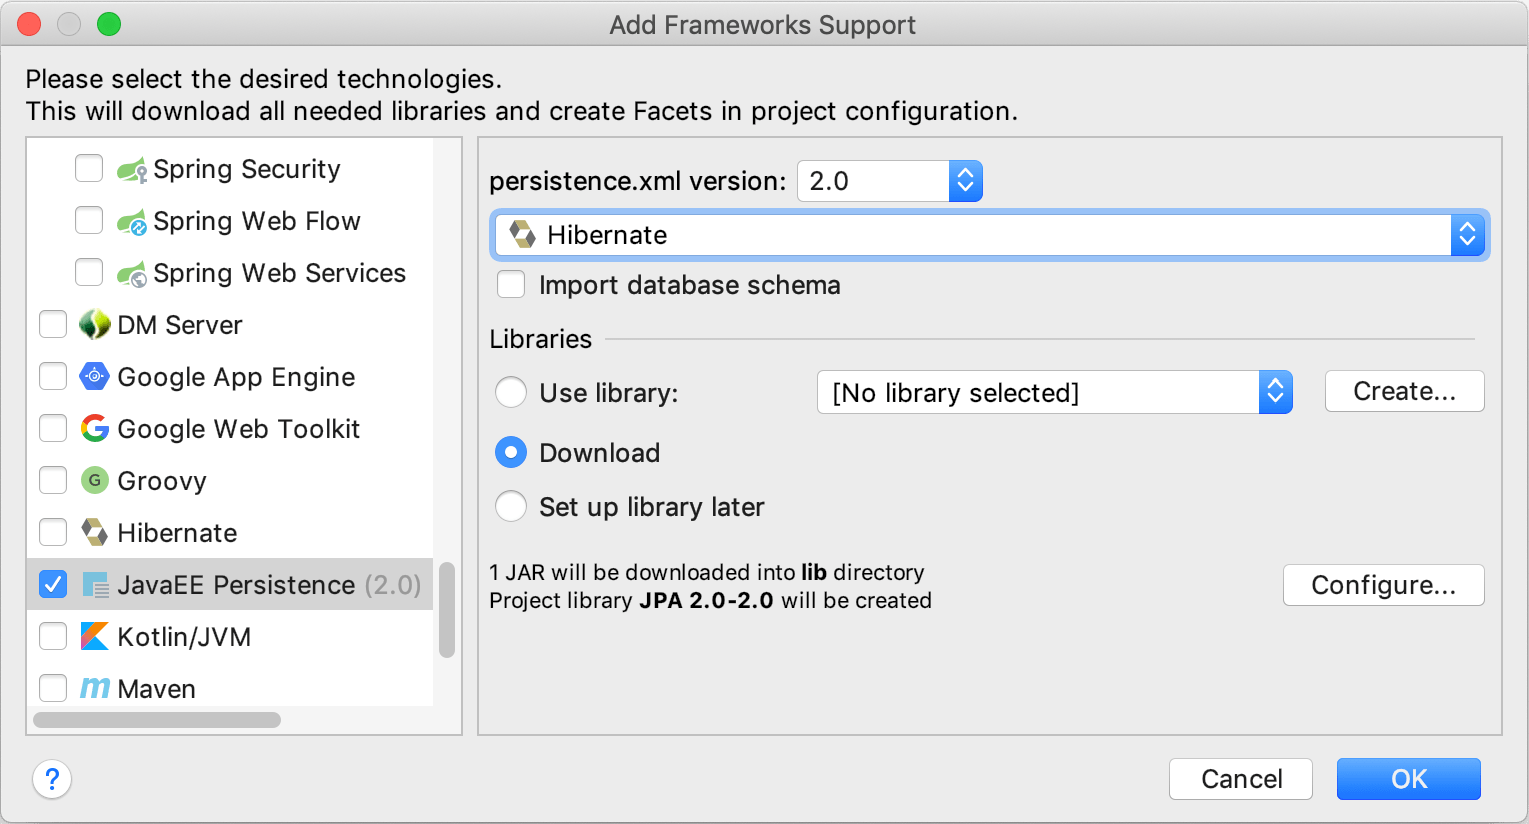 Add Frameworks Support
Please select the desired technologies.
This will download all needed libraries and create Facets in project configuration.
Spring Security
Spring Web Flow
Spring Web Services
DM Server
Google App Engine
Google Web Toolkit
G Groovy
Hibernate
JavaEE Persistence (2.0)
Kotlin/JVM
m Maven
persistence.xml version: 2.0
Hibernate
Import database schema
Libraries
Use library: [No library selected] Create...
Download
Set up library later
1 JAR will be downloaded into lib directory
Project library JPA 2.0-2.0 will be created
Configure...
? Cancel OK